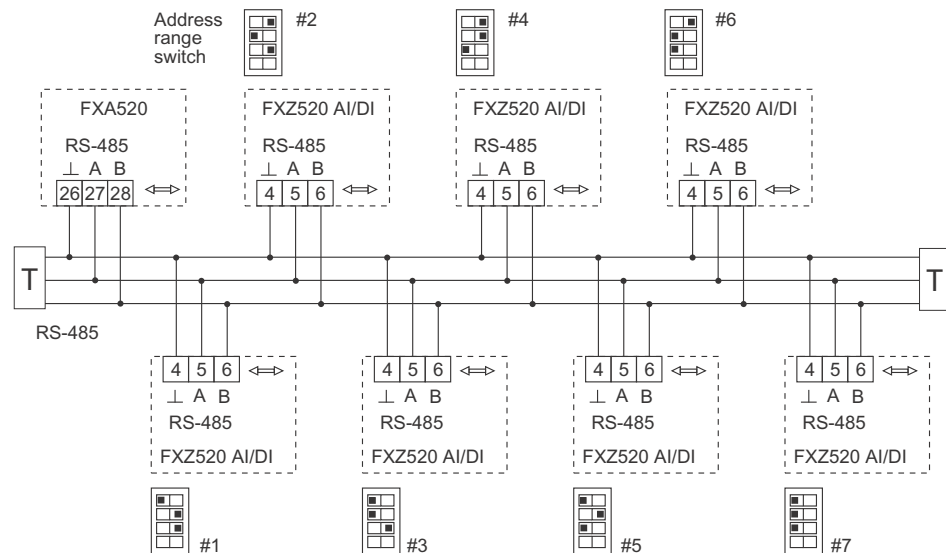 Address
range
switch
#2
#4
#6
FXA520
RS-485
⊥ A B
26 27 28
FXZ520 AI/DI
RS-485
⊥ A B
4 5 6
FXZ520 AI/DI
RS-485
⊥ A B
4 5 6
FXZ520 AI/DI
RS-485
⊥ A B
4 5 6
T
T
RS-485
4 5 6
⊥ A B
RS-485
FXZ520 AI/DI
4 5 6
⊥ A B
RS-485
FXZ520 AI/DI
4 5 6
⊥ A B
RS-485
FXZ520 AI/DI
4 5 6
⊥ A B
RS-485
FXZ520 AI/DI
#1
#3
#5
#7